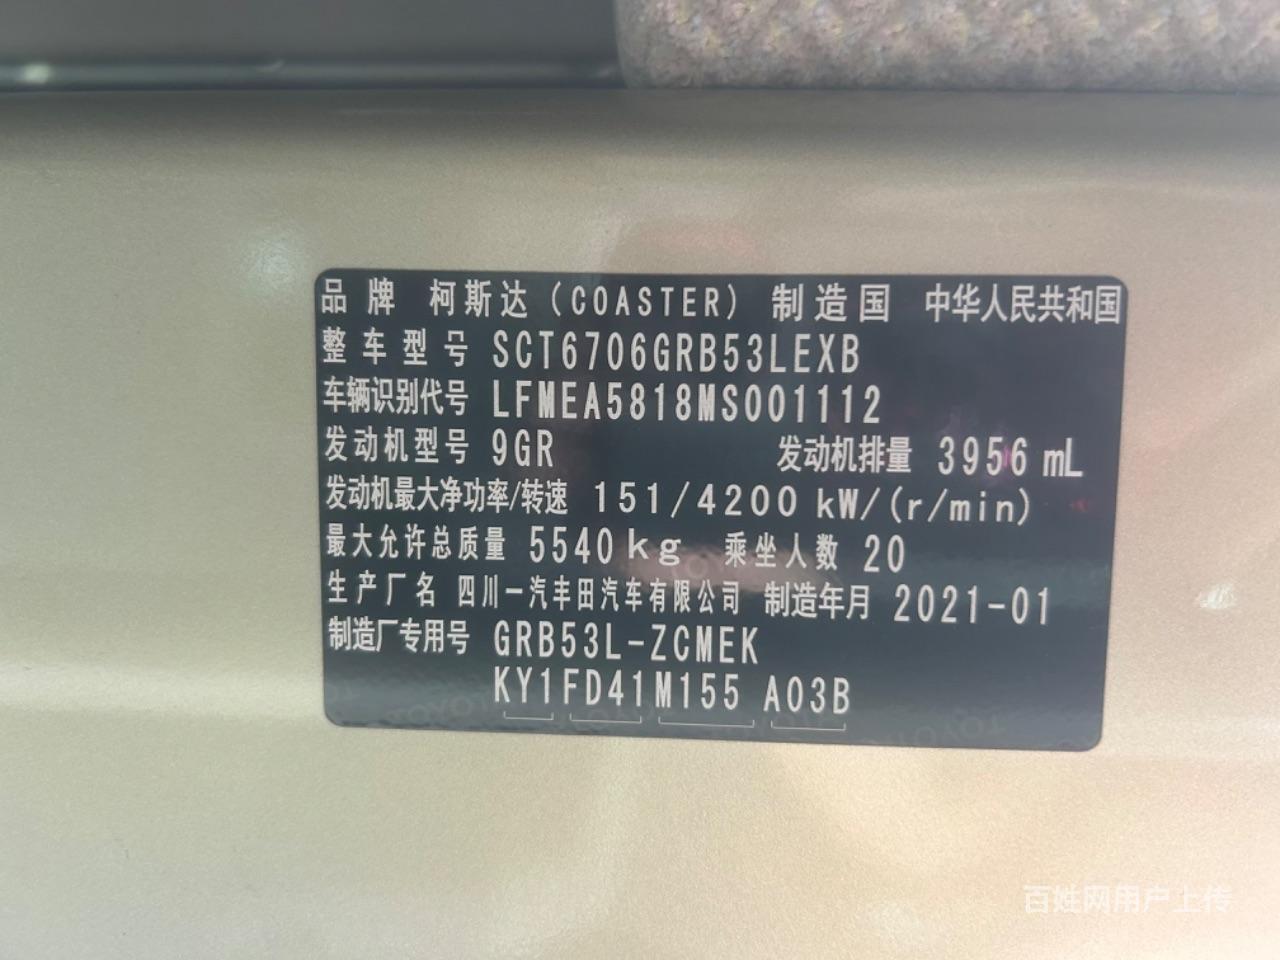 品牌 柯斯达(COASTER) 制造国 中华人民共和国
整车型号 SCT6706GRB53LEXB
车辆识别代号 LFMEA5818MS001112
发动机型号 9GR 发动机排量 3956 mL
发动机最大净功率/转速 151/4200 kW/(r/min)
最大允许总质量 5540kg 乘坐人数 20
生产厂名 四川一汽丰田汽车有限公司 制造年月 2021-01
制造厂专用号 GRB53L-ZCMEK
KY1FD41M155 A03B
TOYOTA
百姓网用户上传